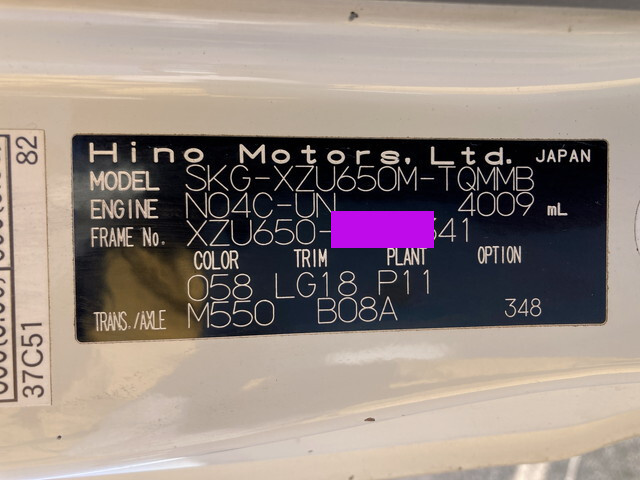 Hino Motors, Ltd. JAPAN
MODEL SKG-XZU650M-TQMMB
ENGINE N04C-UN 4009 mL
FRAME No. XZU650- 641
COLOR TRIM PLANT OPTION
058 LG18 P11
TRANS./AXLE M550 B08A 348
82
37C51